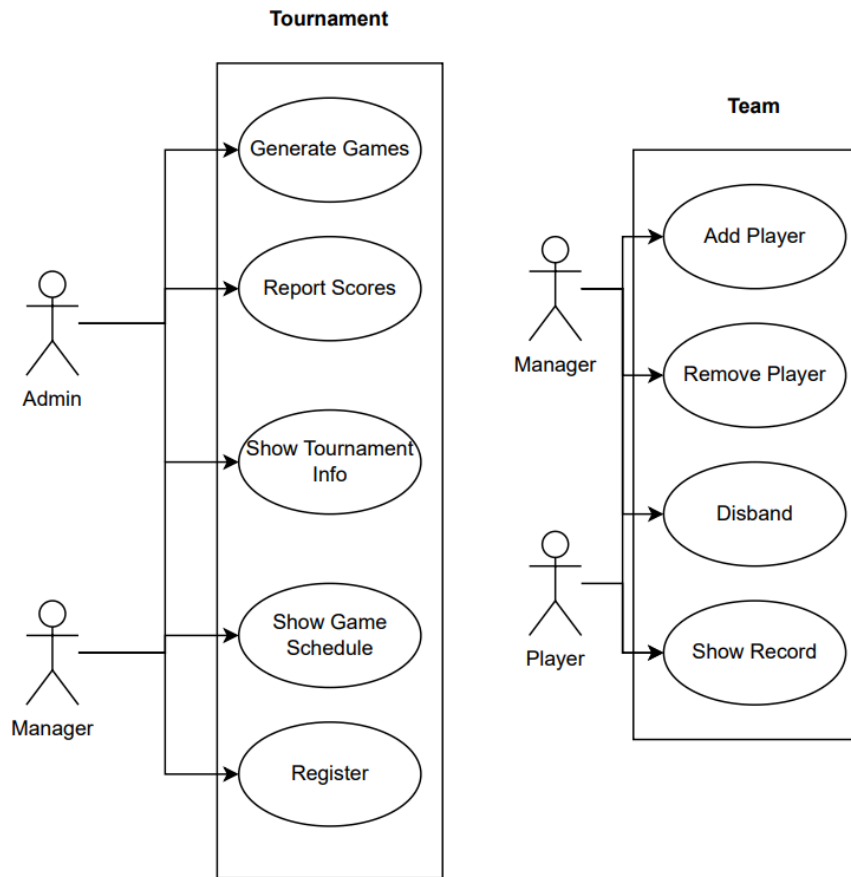 Tournament
Generate Games
Report Scores
Admin
Show Tournament
Info
Show Game
Schedule
Manager
Register
Team
Add Player
Manager
Remove Player
Disband
Player
Show Record